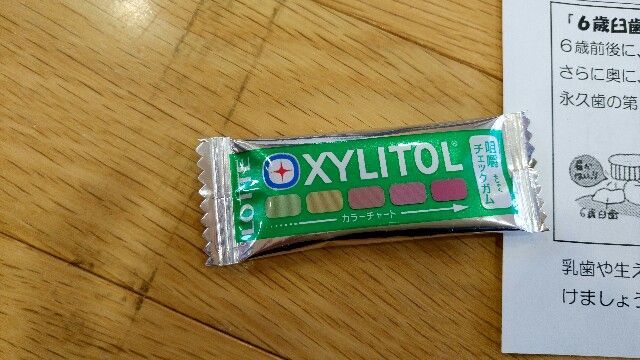 LOTTE
XYLITOL
咀嚼
チェックガム
カラーチャート
「6歳臼歯
6歳前後に、
さらに奥に、
永久歯の第
6歳臼歯
乳歯や生え
けましょう